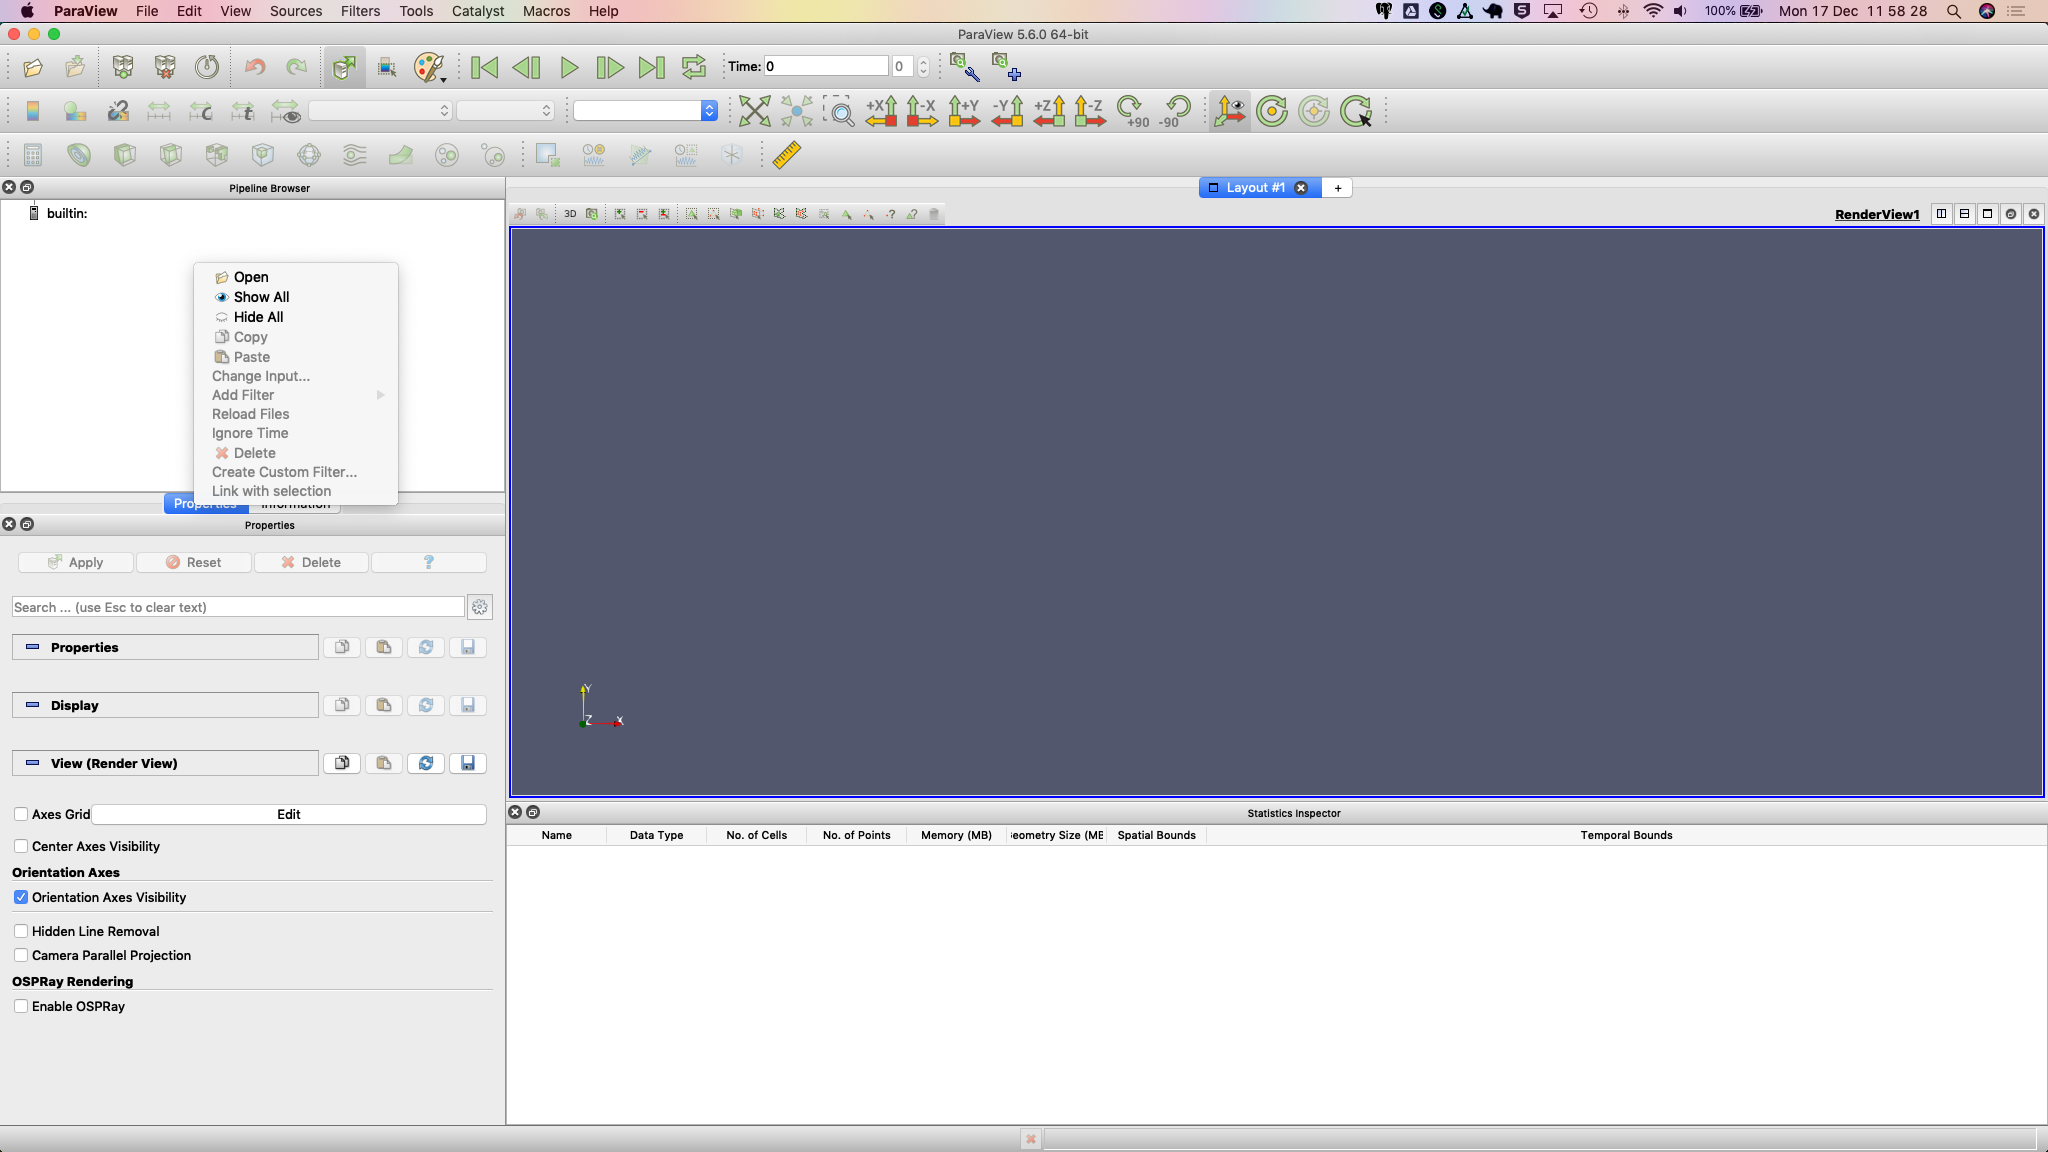 ParaView File Edit View Sources Filters Tools Catalyst Macros Help 100% Mon 17 Dec 11 58 28
ParaView 5.6.0 64-bit
Time: 0 0
+X -X +Y -Y +Z -Z +90 -90
Pipeline Browser
Layout #1 +
builtin:
3D
RenderView1
Open
Show All
Hide All
Copy
Paste
Change Input...
Add Filter
Reload Files
Ignore Time
Delete
Create Custom Filter...
Link with selection
Properties Information
Properties
Apply Reset Delete ?
Search ... (use Esc to clear text)
Properties
Display
View (Render View)
Axes Grid Edit
Center Axes Visibility
Orientation Axes
Orientation Axes Visibility
Hidden Line Removal
Camera Parallel Projection
OSPRay Rendering
Enable OSPRay
Y
Z X
Statistics Inspector
Name Data Type No. of Cells No. of Points Memory (MB) eometry Size (ME Spatial Bounds Temporal Bounds